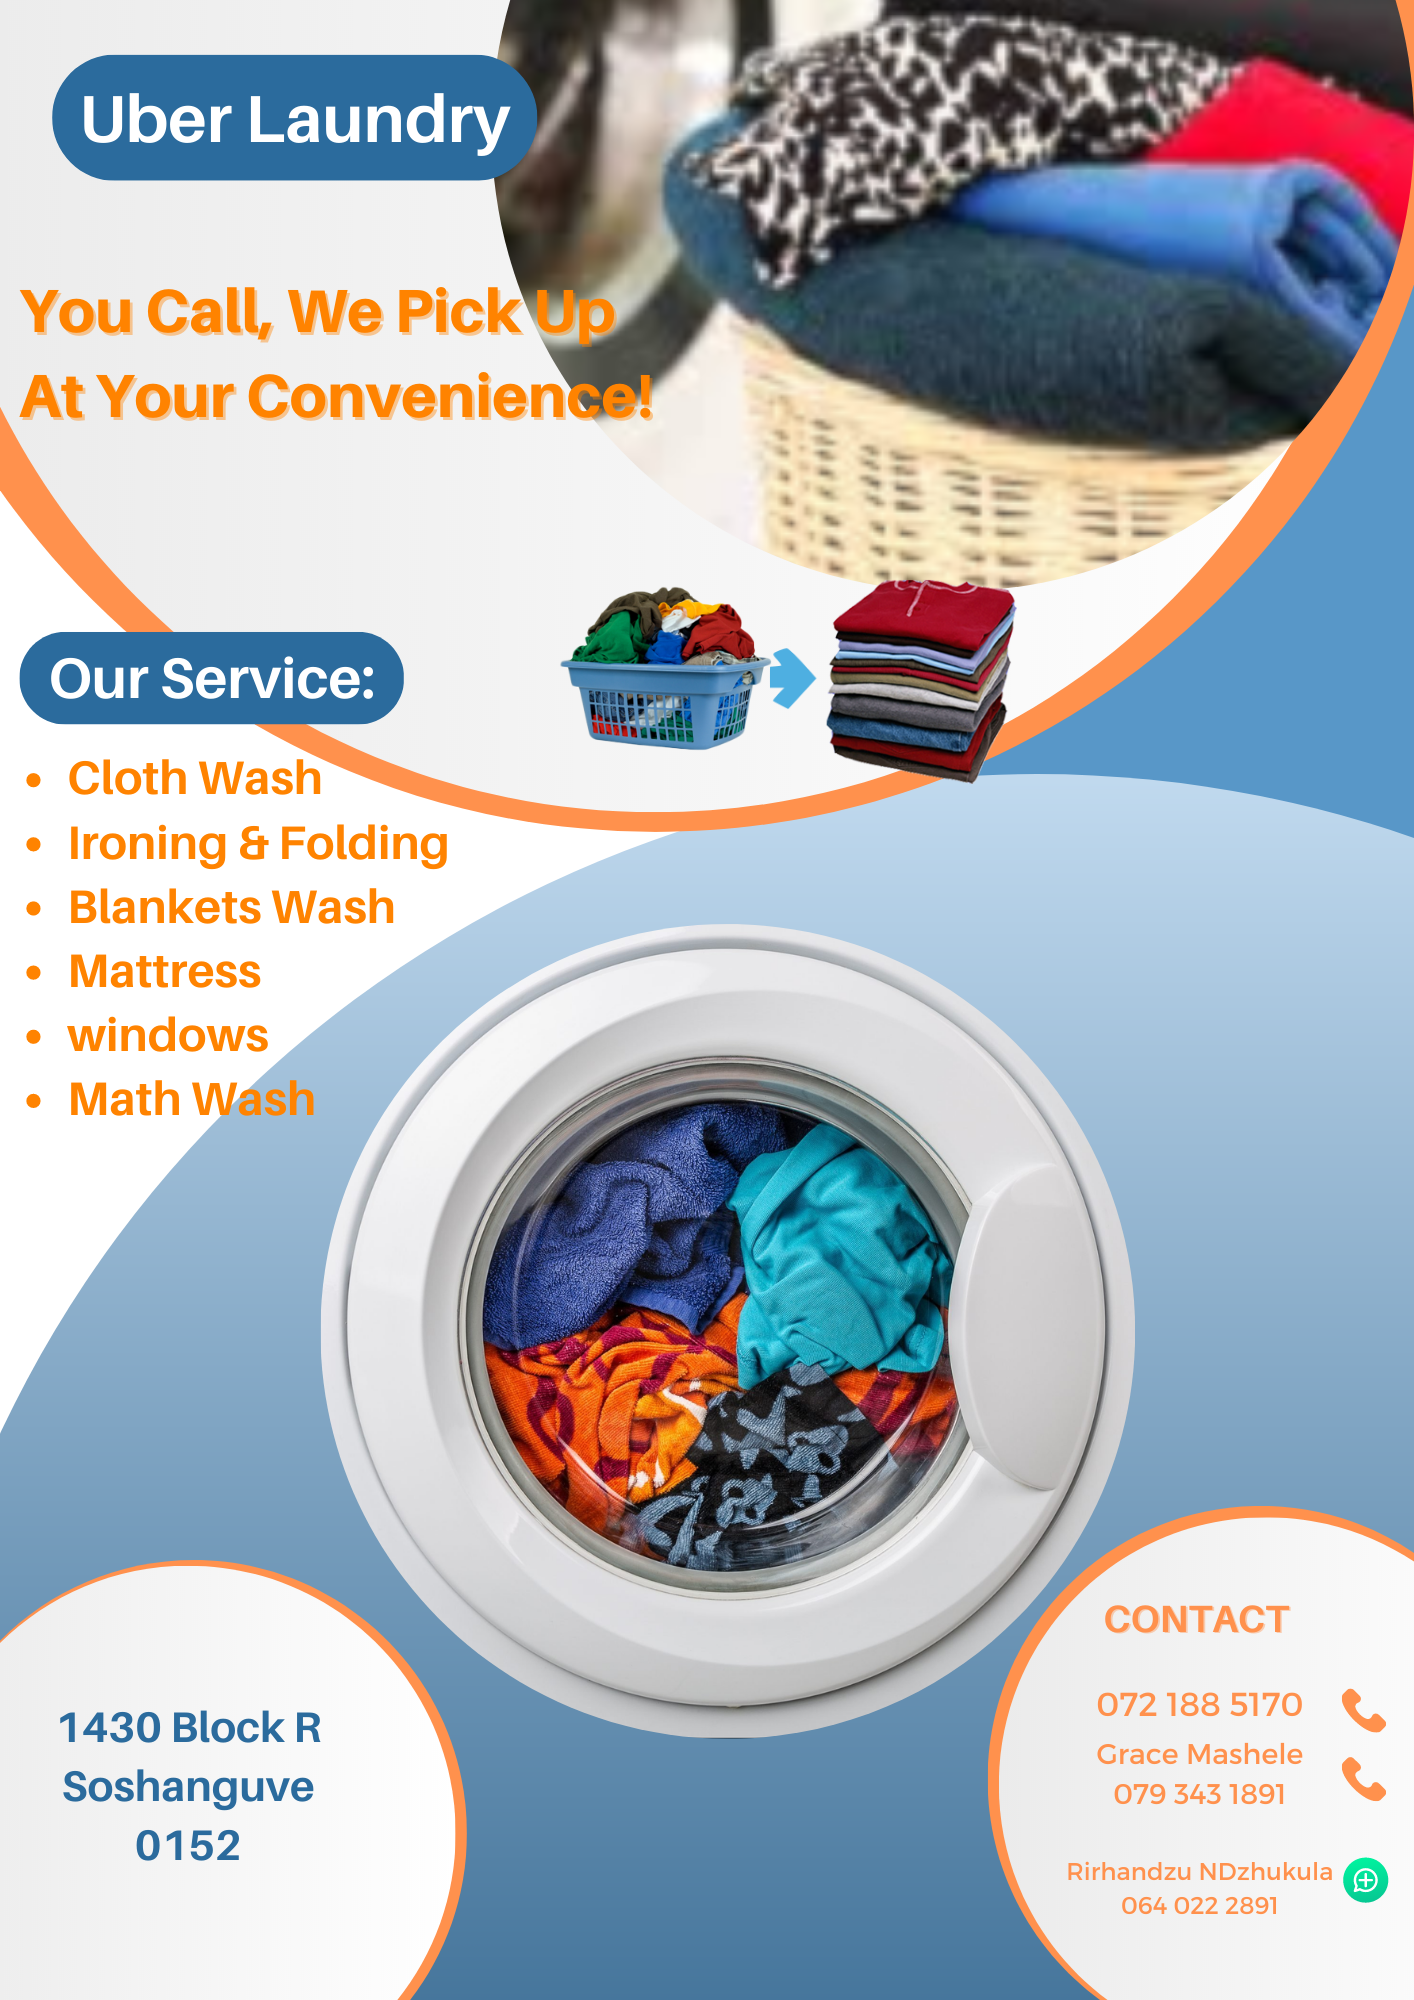 Uber Laundry
You Call, We Pick Up
At Your Convenience!
Our Service:
• Cloth Wash
• Ironing & Folding
• Blankets Wash
• Mattress
• windows
• Math Wash
1430 Block R
Soshanguve
0152
CONTACT
072 188 5170
Grace Mashele
079 343 1891
Rirhandzu NDzhukula
064 022 2891